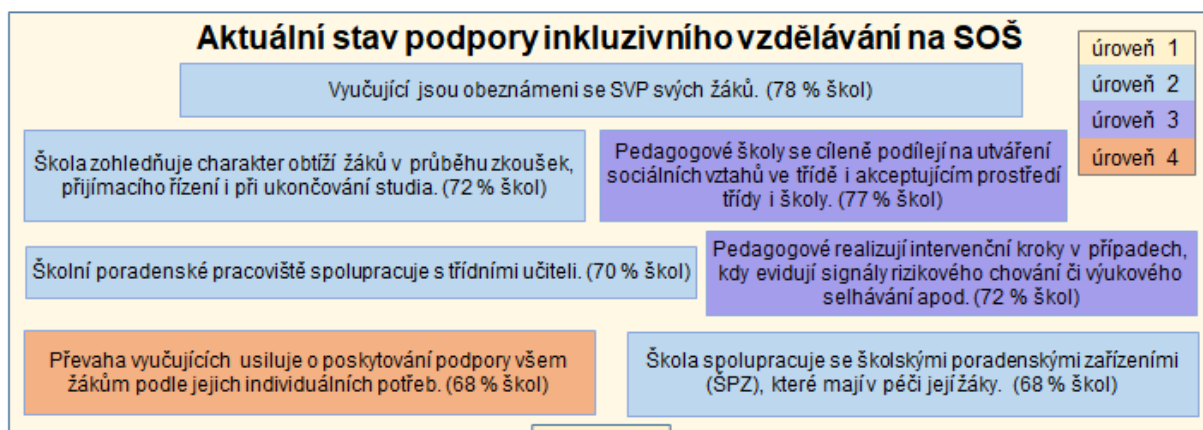 Aktuální stav podpory inkluzivního vzdělávání na SOŠ
úroveň 1
úroveň 2
úroveň 3
úroveň 4
Vyučující jsou obeznámeni se SVP svých žáků. (78 % škol)
Škola zohledňuje charakter obtíží žáků v průběhu zkoušek,
přijímacího řízení i při ukončování studia. (72 % škol)
Pedagogové školy se cíleně podílejí na utváření
sociálních vztahů ve třídě i akceptujícím prostředí
třídy i školy. (77 % škol)
Školní poradenské pracoviště spolupracuje s třídními učiteli. (70 % škol)
Pedagogové realizují intervenční kroky v případech,
kdy evidují signály rizikového chování či výukového
selhávání apod. (72 % škol)
Převaha vyučujících usiluje o poskytování podpory všem
žákům podle jejich individuálních potřeb. (68 % škol)
Škola spolupracuje se školskými poradenskými zařízeními
(ŠPZ), které mají v péči její žáky. (68 % škol)